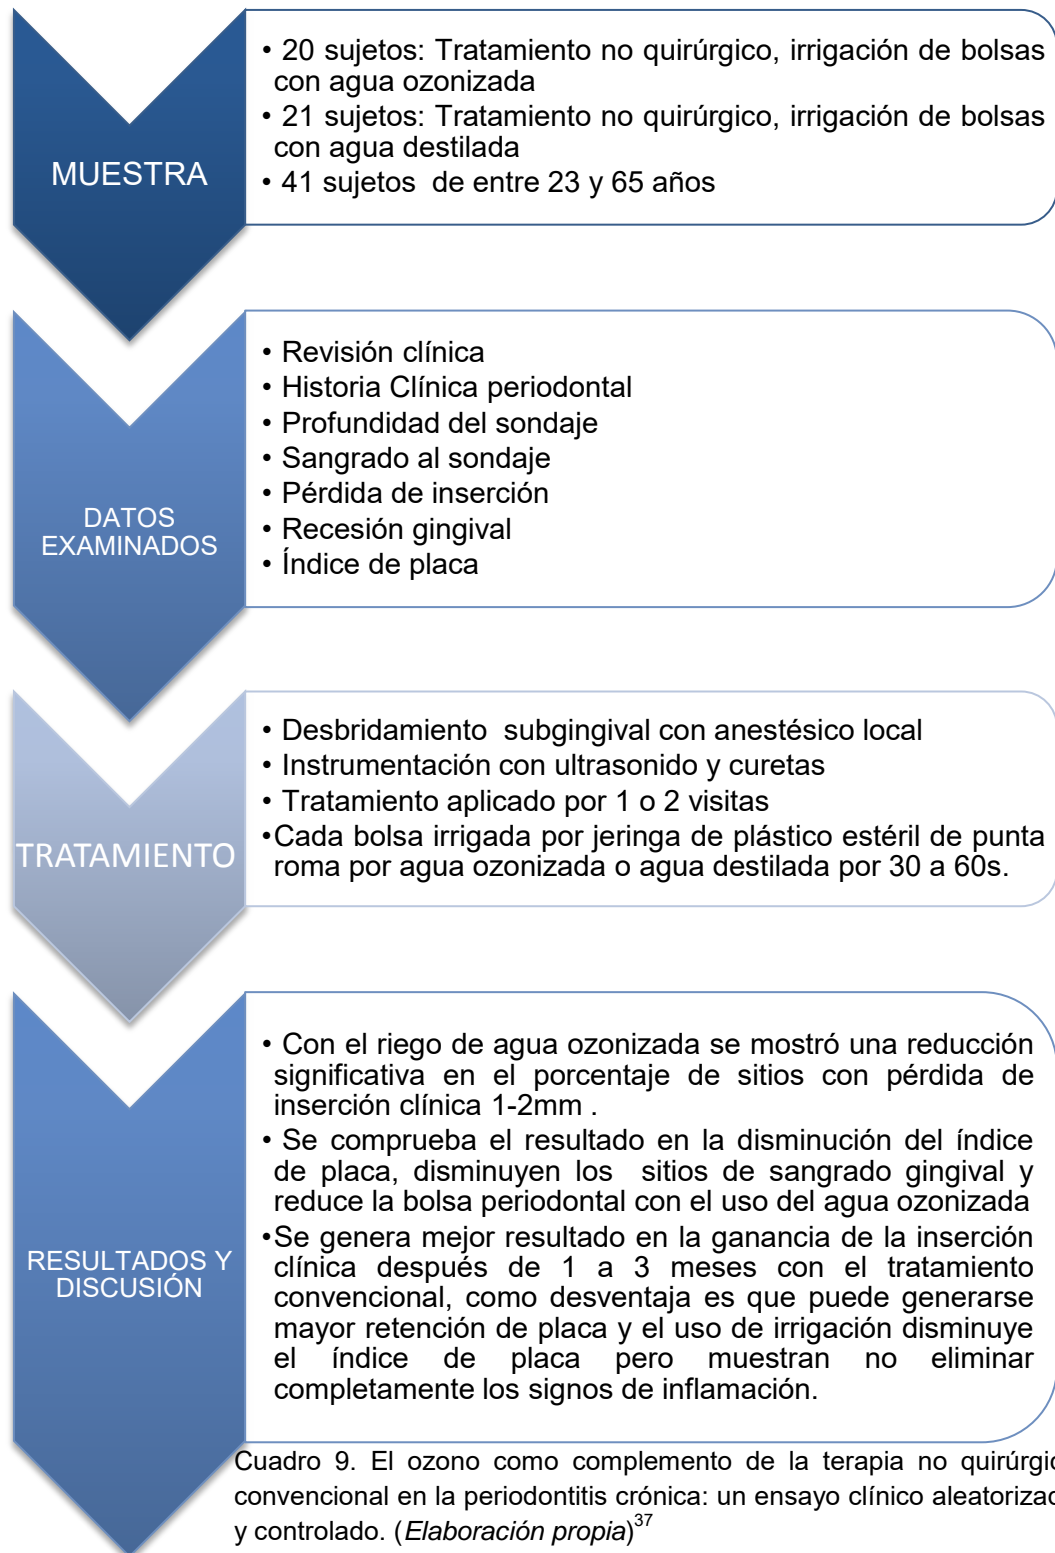 MUESTRA
• 20 sujetos: Tratamiento no quirúrgico, irrigación de bolsas
con agua ozonizada
• 21 sujetos: Tratamiento no quirúrgico, irrigación de bolsas
con agua destilada
• 41 sujetos de entre 23 y 65 años
DATOS
EXAMINADOS
• Revisión clínica
• Historia Clínica periodontal
• Profundidad del sondaje
• Sangrado al sondaje
• Pérdida de inserción
• Recesión gingival
• Índice de placa
TRATAMIENTO
• Desbridamiento subgingival con anestésico local
• Instrumentación con ultrasonido y curetas
• Tratamiento aplicado por 1 o 2 visitas
•Cada bolsa irrigada por jeringa de plástico estéril de punta
roma por agua ozonizada o agua destilada por 30 a 60s.
RESULTADOS Y
DISCUSIÓN
• Con el riego de agua ozonizada se mostró una reducción
significativa en el porcentaje de sitios con pérdida de
inserción clínica 1-2mm .
• Se comprueba el resultado en la disminución del índice
de placa, disminuyen los sitios de sangrado gingival y
reduce la bolsa periodontal con el uso del agua ozonizada
•Se genera mejor resultado en la ganancia de la inserción
clínica después de 1 a 3 meses con el tratamiento
convencional, como desventaja es que puede generarse
mayor retención de placa y el uso de irrigación disminuye
el índice de placa pero muestran no eliminar
completamente los signos de inflamación.
Cuadro 9. El ozono como complemento de la terapia no quirúrgic
convencional en la periodontitis crónica: un ensayo clínico aleatorizad
y controlado. (Elaboración propia)37